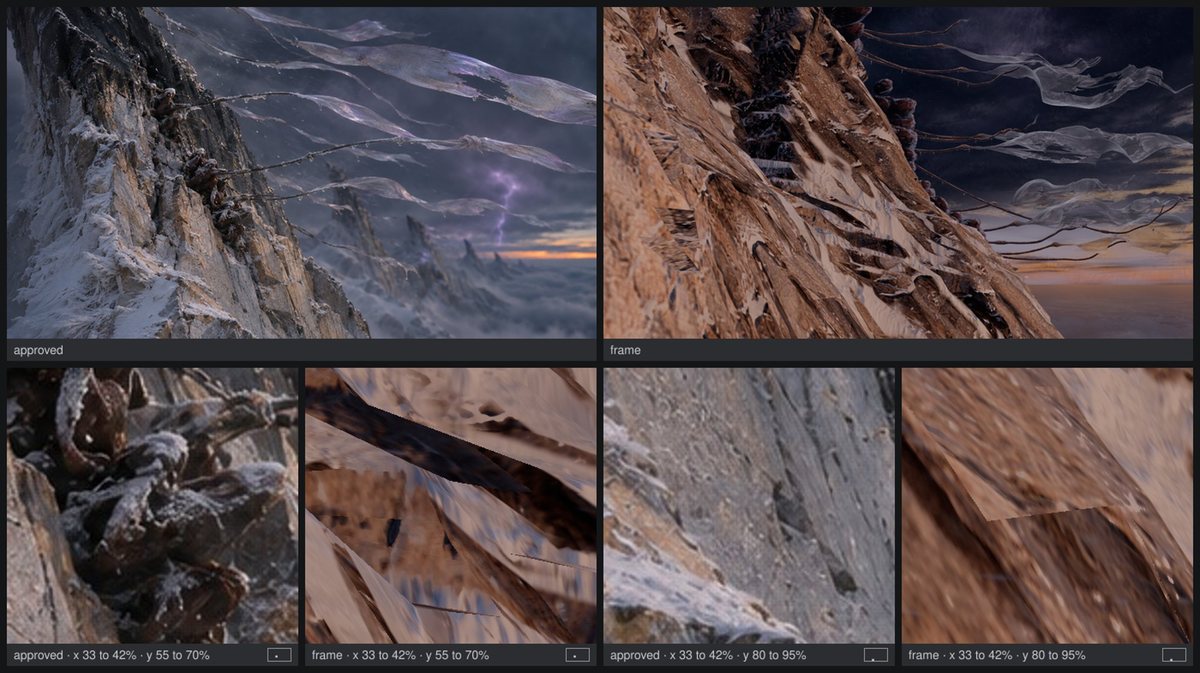 approved
frame
approved · x 33 to 42% · y 55 to 70%
frame · x 33 to 42% · y 55 to 70%
approved · x 33 to 42% · y 80 to 95%
frame · x 33 to 42% · y 80 to 95%